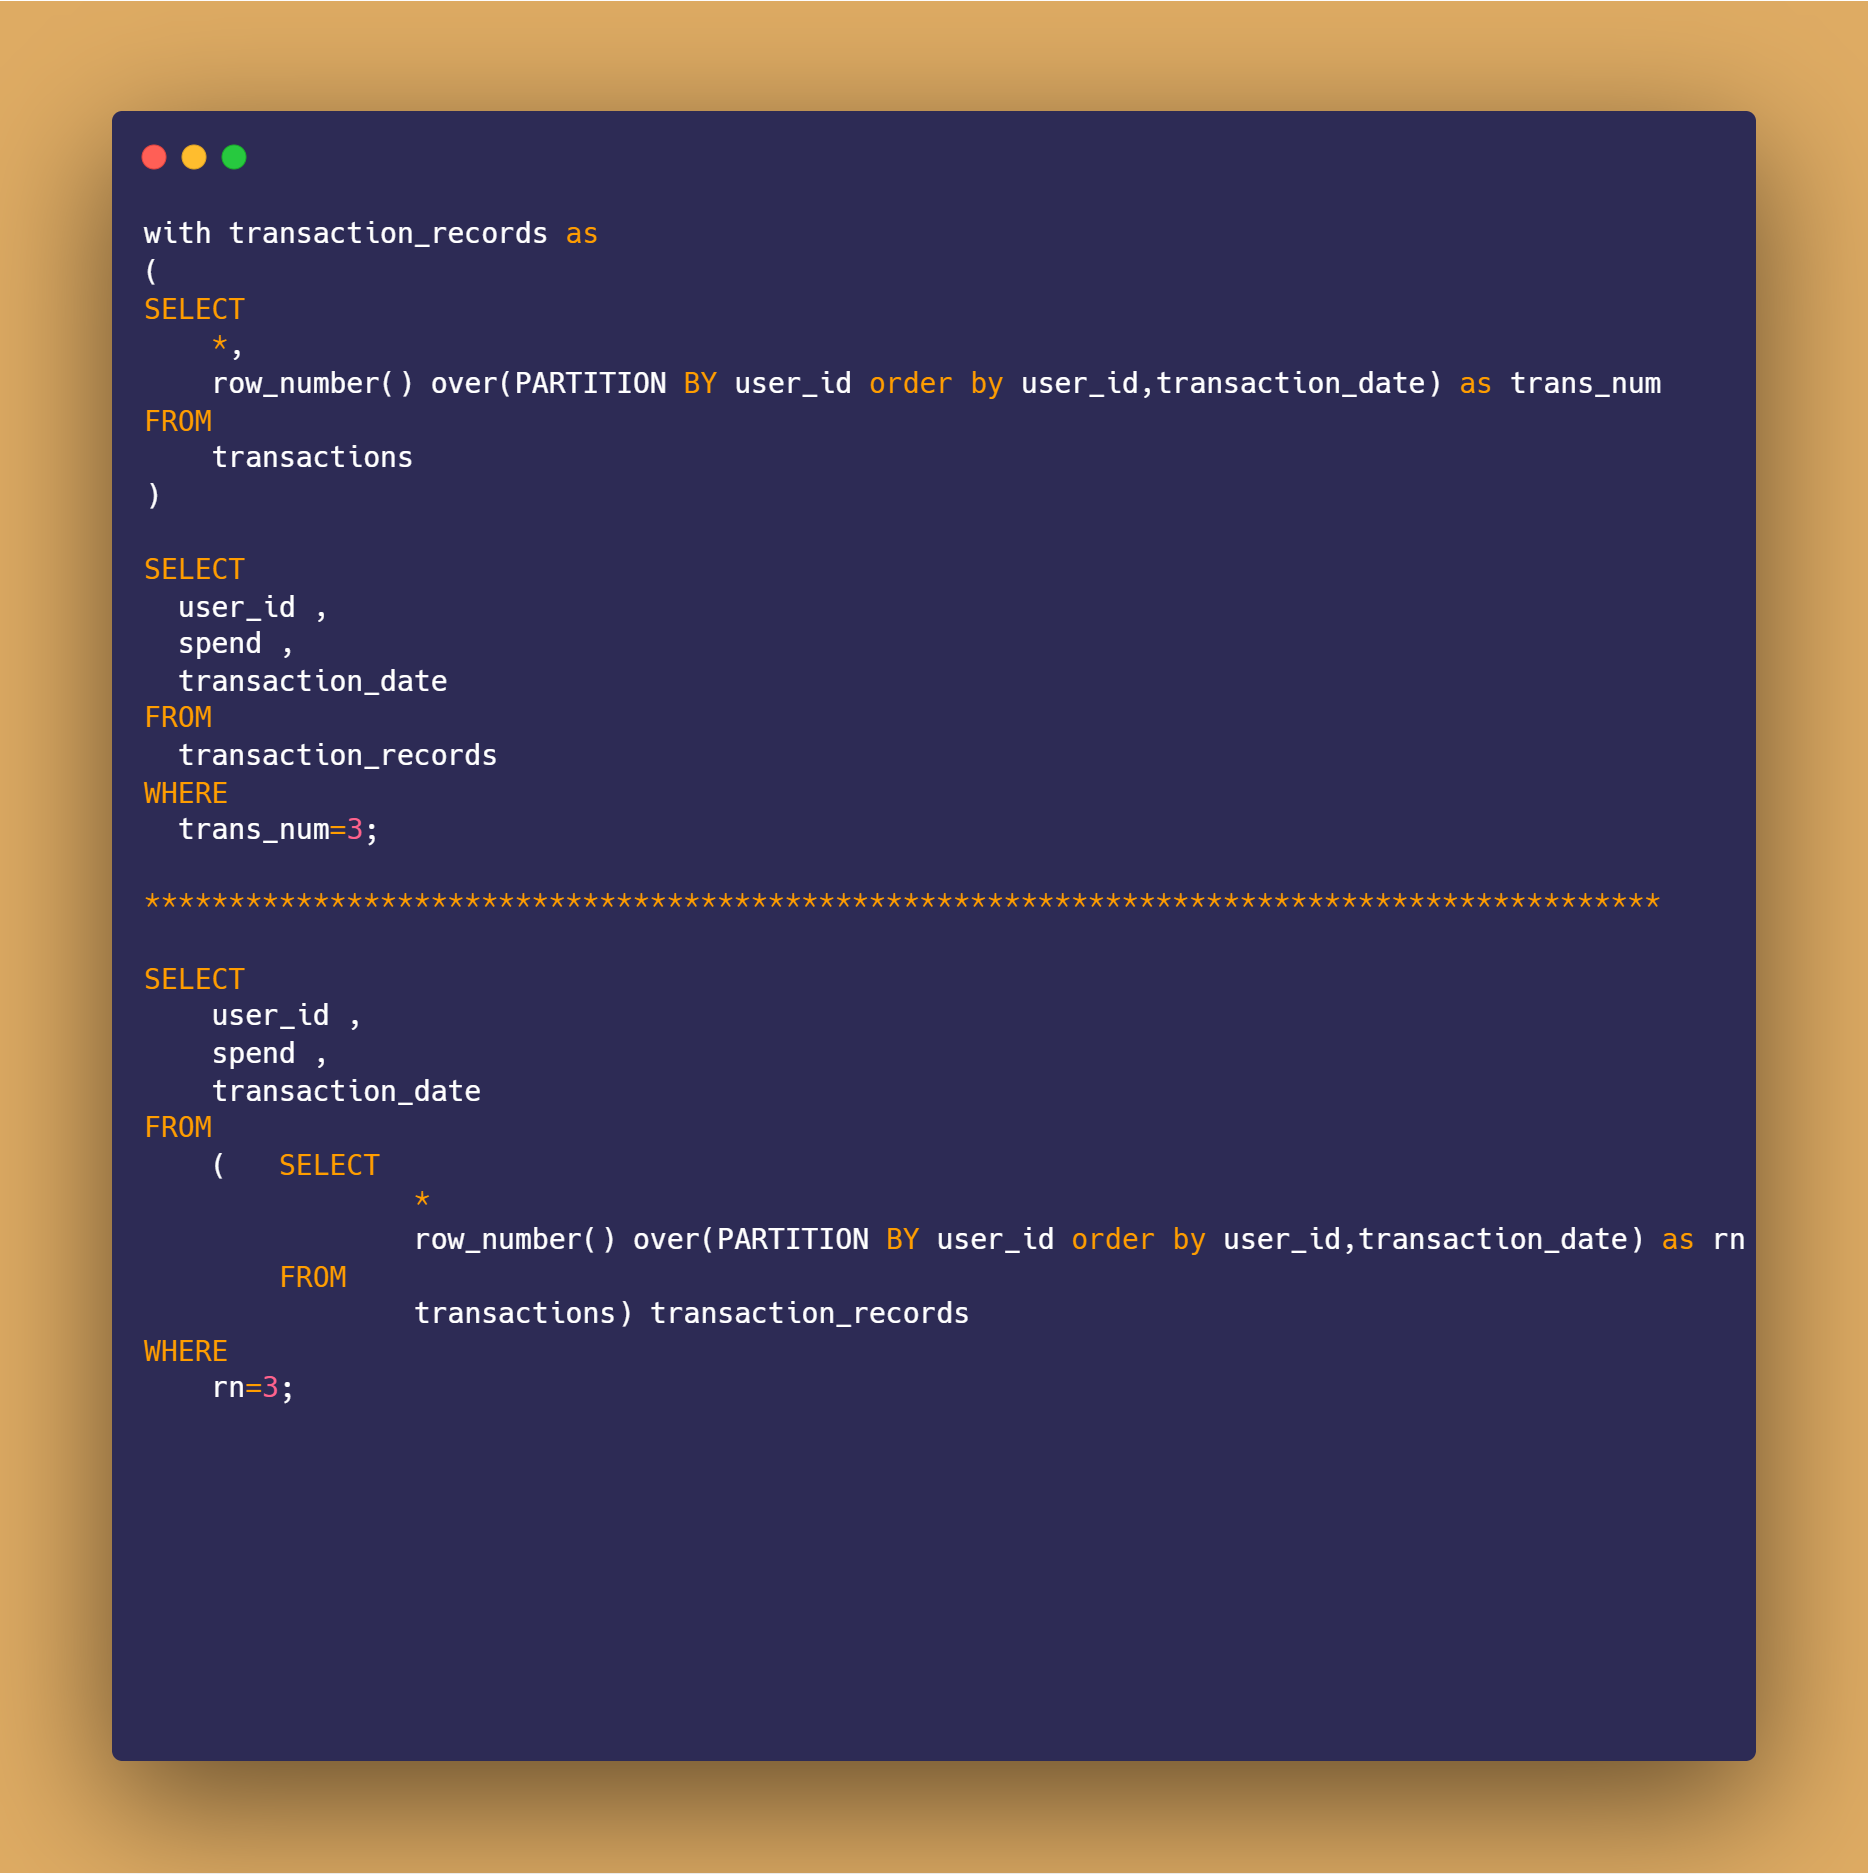 with transaction_records as
(
SELECT
    *,
    row_number() over(PARTITION BY user_id order by user_id,transaction_date) as trans_num
FROM
    transactions
)

SELECT
  user_id ,
  spend ,
  transaction_date
FROM
  transaction_records
WHERE
  trans_num=3;

******************************************************************************************

SELECT
    user_id ,
    spend ,
    transaction_date
FROM
    (   SELECT
                *
                row_number() over(PARTITION BY user_id order by user_id,transaction_date) as rn
        FROM
                transactions) transaction_records
WHERE
    rn=3;